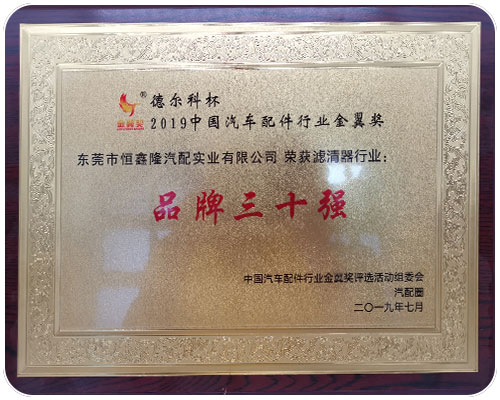 ®德尔科杯
金翼奖
2019中国汽车配件行业金翼奖
东莞市恒鑫隆汽配实业有限公司 荣获滤清器行业：
品牌三十强
中国汽车配件行业金翼奖评选活动组委会
汽配圈
二〇一九年七月